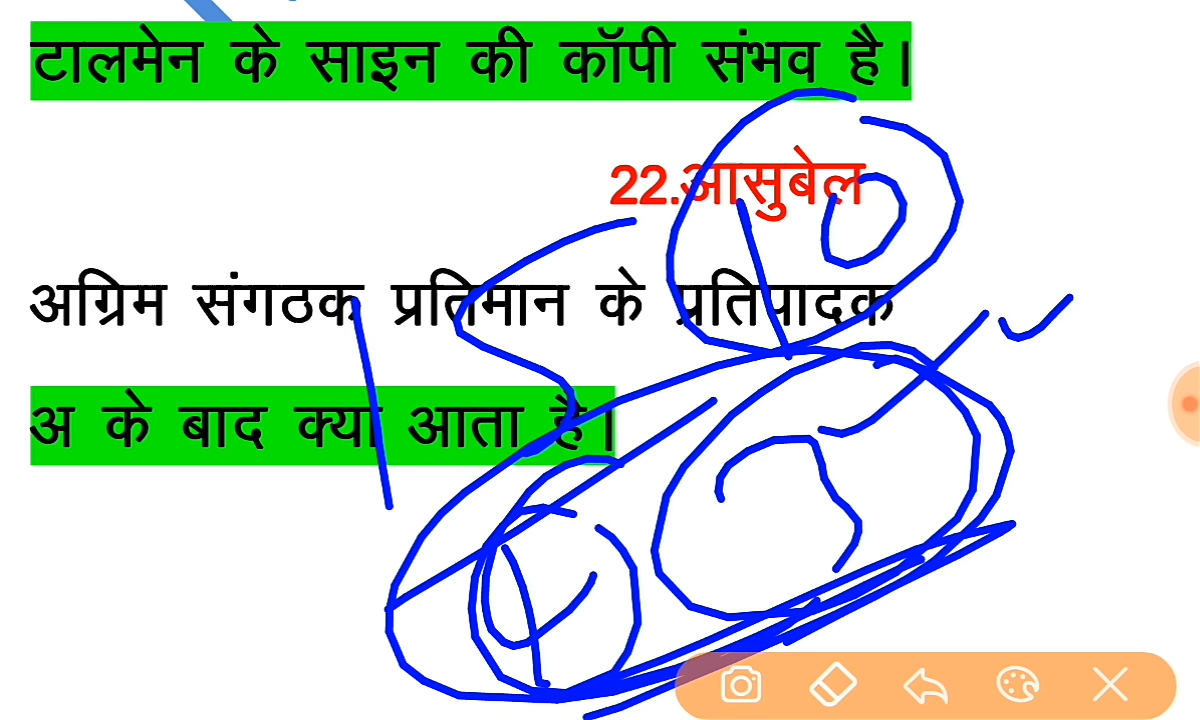 टालमेन के साइन की कॉपी संभव है।
22.आसुबेल
अग्रिम संगठक प्रतिमान के प्रतिपादक
अ के बाद क्या आता है।